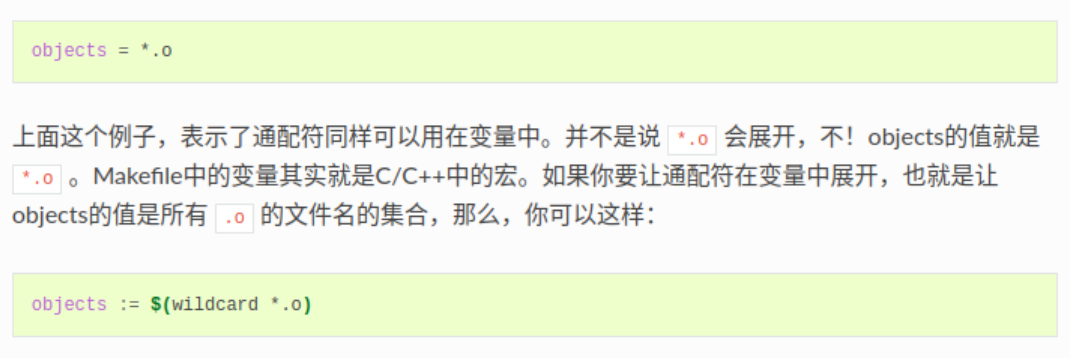 objects = *.o
上面这个例子，表示了通配符同样可以用在变量中。并不是说 *.o 会展开，不！objects的值就是
*.o 。Makefile中的变量其实就是C/C++中的宏。如果你要让通配符在变量中展开，也就是让
objects的值是所有 .o 的文件名的集合，那么，你可以这样：
objects := $(wildcard *.o)